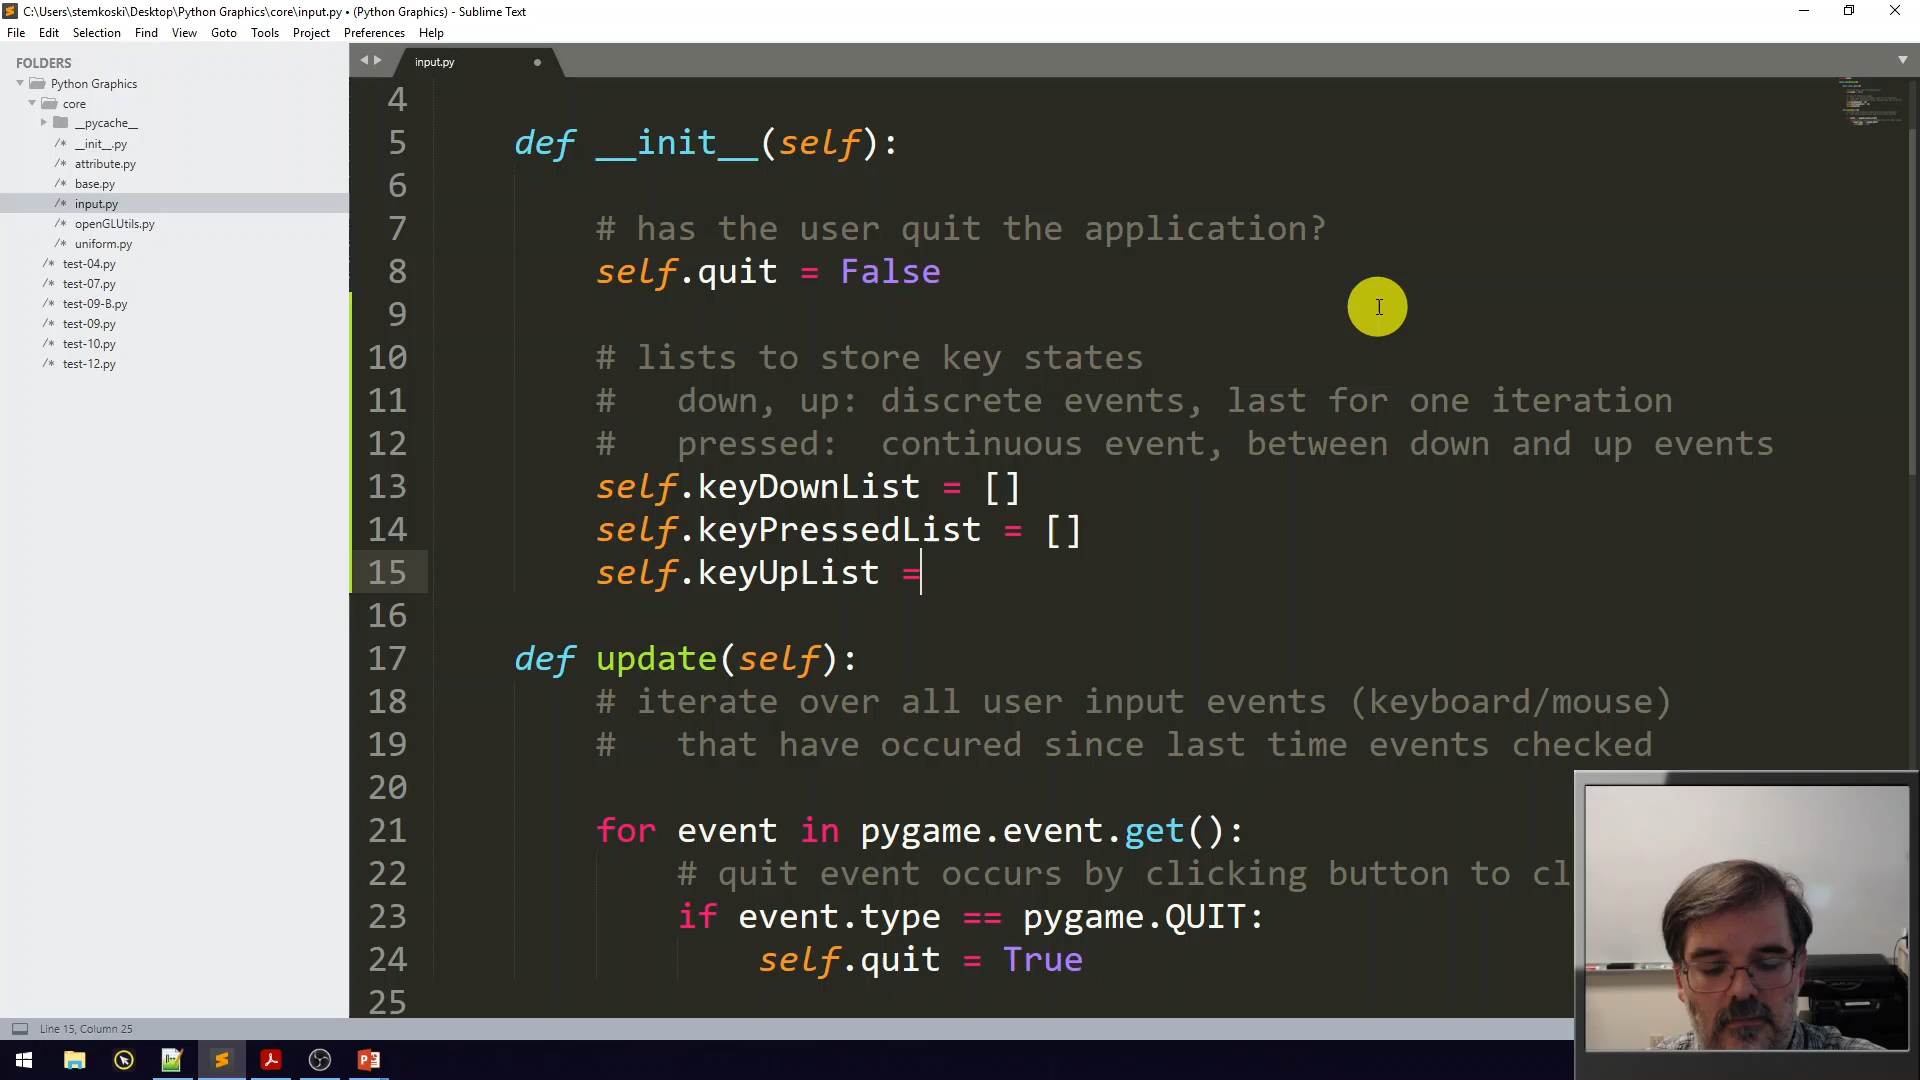 C:\Users\stemkoski\Desktop\Python Graphics\core\input.py • (Python Graphics) - Sublime Text
File Edit Selection Find View Goto Tools Project Preferences Help
FOLDERS
Python Graphics
core
__pycache__
/* __init__.py
/* attribute.py
/* base.py
/* input.py
/* openGLUtils.py
/* uniform.py
/* test-04.py
/* test-07.py
/* test-09-B.py
/* test-09.py
/* test-10.py
/* test-12.py
input.py
4
5 def __init__(self):
6
7 # has the user quit the application?
8 self.quit = False
9
10 # lists to store key states
11 #   down, up: discrete events, last for one iteration
12 #   pressed:  continuous event, between down and up events
13 self.keyDownList = []
14 self.keyPressedList = []
15 self.keyUpList =
16
17 def update(self):
18 # iterate over all user input events (keyboard/mouse)
19 #   that have occured since last time events checked
20
21 for event in pygame.event.get():
22 # quit event occurs by clicking button to cl
23 if event.type == pygame.QUIT:
24 self.quit = True
25
Line 15, Column 25